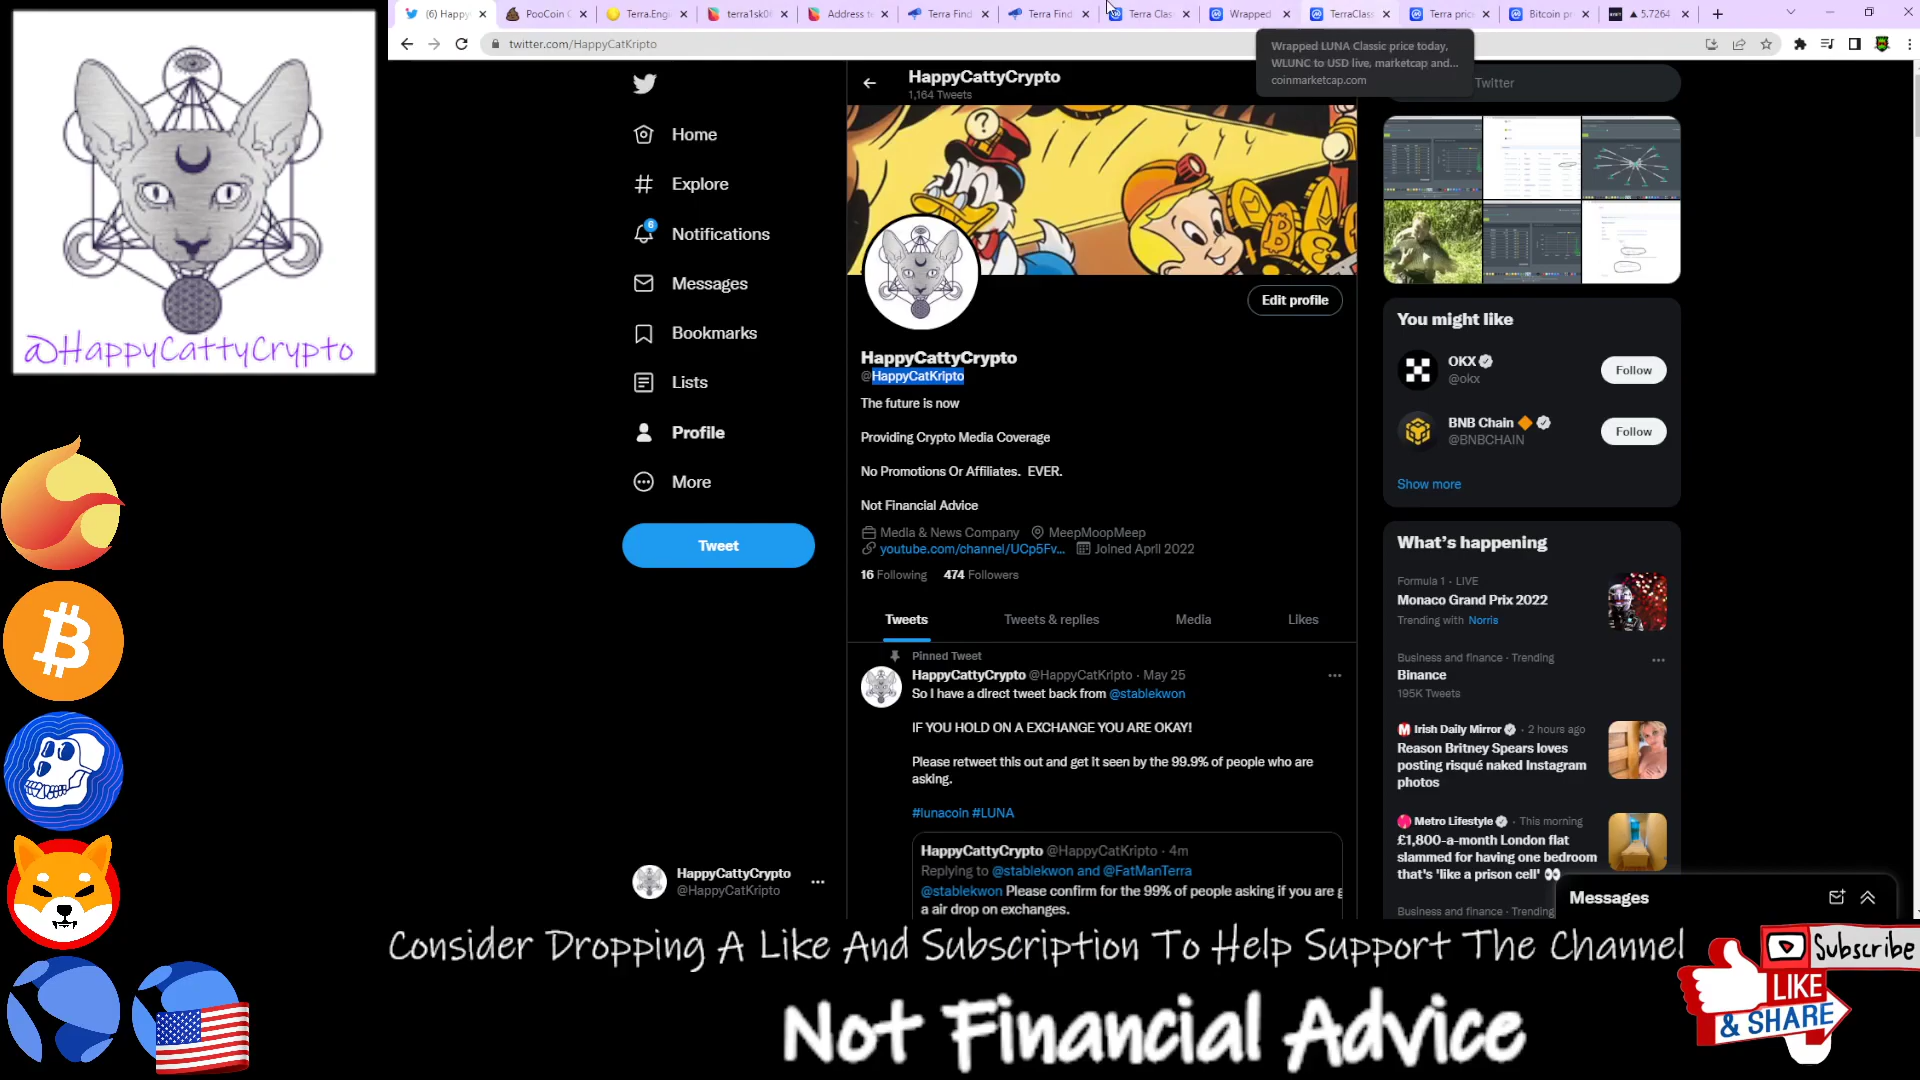 @HappyCattyCrypto
(6) Happy
PooCoin
Terra.Engi
terra1sk0
Address te
Terra Find
Terra Find
Terra Clas
Wrapped
TerraClass
Terra pric
Bitcoin pr
▲ 5.7264
twitter.com/HappyCatKripto
Wrapped LUNA Classic price today,
WLUNC to USD live, marketcap and...
coinmarketcap.com
Home
Explore
6
Notifications
Messages
Bookmarks
Lists
Profile
More
Tweet
HappyCattyCrypto
@HappyCatKripto
HappyCattyCrypto
1,164 Tweets
Edit profile
HappyCattyCrypto
@HappyCatKripto
The future is now
Providing Crypto Media Coverage
No Promotions Or Affiliates. EVER.
Not Financial Advice
Media & News Company MeepMoopMeep
youtube.com/channel/UCp5Fv... Joined April 2022
16 Following 474 Followers
Tweets Tweets & replies Media Likes
Pinned Tweet
HappyCattyCrypto @HappyCatKripto · May 25
So I have a direct tweet back from @stablekwon
IF YOU HOLD ON A EXCHANGE YOU ARE OKAY!
Please retweet this out and get it seen by the 99.9% of people who are
asking.
#lunacoin #LUNA
HappyCattyCrypto @HappyCatKripto · 4m
Replying to @stablekwon and @FatManTerra
@stablekwon Please confirm for the 99% of people asking if you are g
a air drop on exchanges.
Twitter
You might like
OKX
@okx
Follow
BNB Chain
@BNBCHAIN
Follow
Show more
What's happening
Formula 1 · LIVE
Monaco Grand Prix 2022
Trending with Norris
Business and finance · Trending
Binance
195K Tweets
Irish Daily Mirror · 2 hours ago
Reason Britney Spears loves
posting risqué naked Instagram
photos
Metro Lifestyle · This morning
£1,800-a-month London flat
slammed for having one bedroom
that's 'like a prison cell' 👀
Business and finance · Trending
Messages
Consider Dropping A Like And Subscription To Help Support The Channel
Not Financial Advice
Subscribe
LIKE
& SHARE